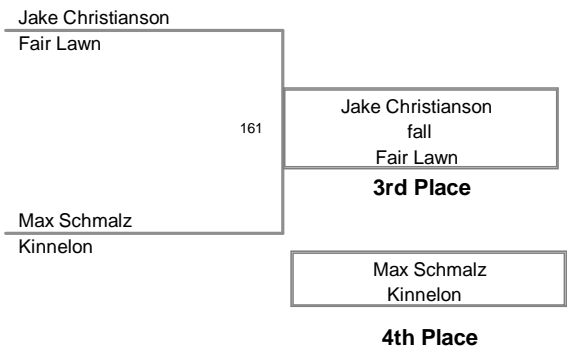 Jake Christianson
Fair Lawn
161
Jake Christianson
fall
Fair Lawn
3rd Place
Max Schmalz
Kinnelon
Max Schmalz
Kinnelon
4th Place